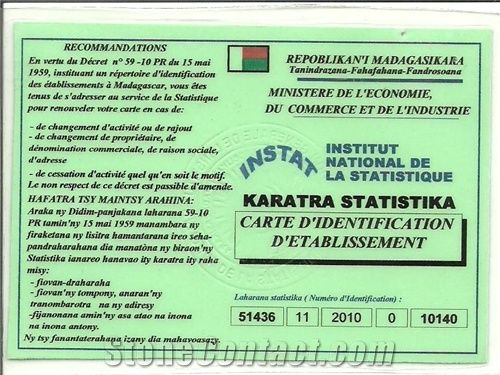 RECOMMANDATIONS
En vertu du Décret n° 59 -10 PR du 15 mai
1959, instituant un répertoire d'identification
des établissements à Madagascar, vous êtes
tenus de s'adresser au service de la Statistique
pour renouveler votre carte en cas de:
- de changement d'activité ou de rajout
- de changement de propriétaire, de
dénomination commerciale, de raison sociale,
d'adresse
- de cessation d'activité quel qu'en soit le motif.
Le non respect de ce décret est passible d'amende.
HAFATRA TSY MAINTSY ARAHINA:
Araka ny Didim-panjakana laharana 59-10
PR tamin'ny 15 mai 1959 manambara ny
firaketana ny lisitra hamantarana ireo seha-
pandraharahana dia manatòna ny biraon'ny
Statistika ianareo hanavao ity karatra ity raha
misy:
- fiovan-draharaha
- fiovan'ny tompony, anaran'ny
tranombarotra na ny adiresy
- fijanonana amin'ny asa atao na inona
na inona antony.
Ny tsy fanantaterahana izany dia mahavoasazy.
REPOBLIKAN'I MADAGASIKARA
Tanindrazana-Fahafahana-Fandrosoana
MINISTERE DE L'ECONOMIE,
DU COMMERCE ET DE L'INDUSTRIE
INSTAT
INSTITUT
NATIONAL DE
LA STATISTIQUE
KARATRA STATISTIKA
CARTE D'IDENTIFICATION
D'ETABLISSEMENT
Laharana statistika ( Numéro d'Identification) :
51436 11 2010 0 10140
StoneContact.com